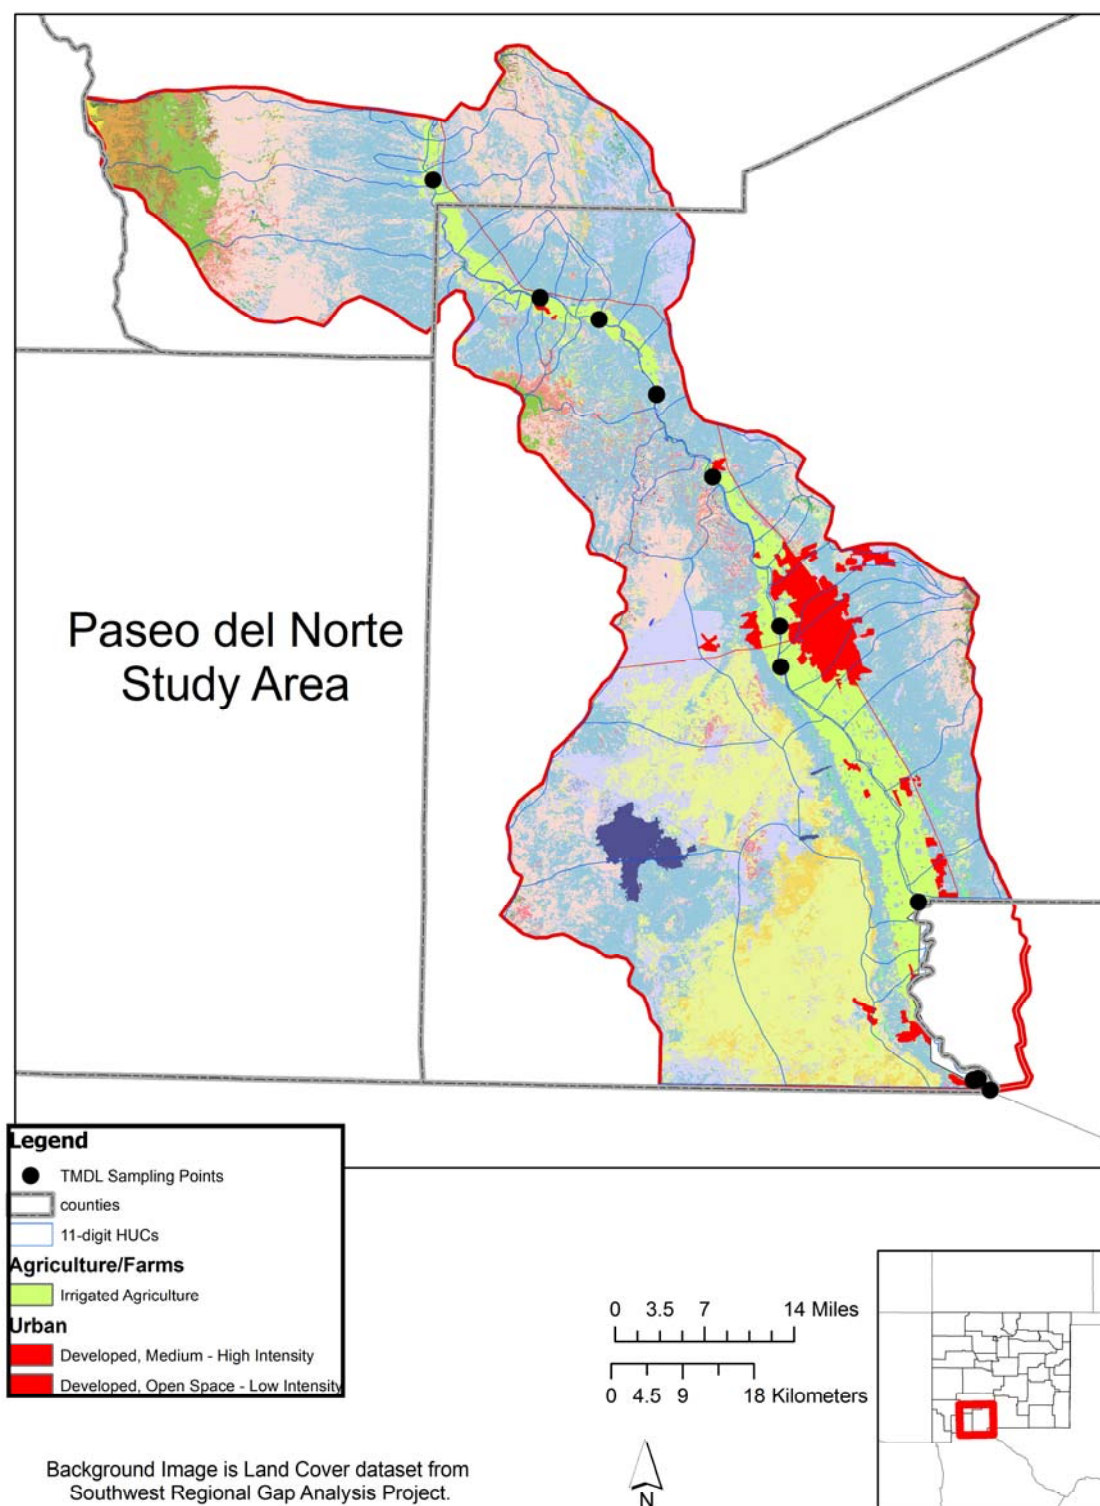 Paseo del Norte
Study Area
Legend
TMDL Sampling Points
counties
11-digit HUCs
Agriculture/Farms
Irrigated Agriculture
Urban
Developed, Medium - High Intensity
Developed, Open Space - Low Intensity
0 3.5 7 14 Miles
0 4.5 9 18 Kilometers
N
Background Image is Land Cover dataset from
Southwest Regional Gap Analysis Project.